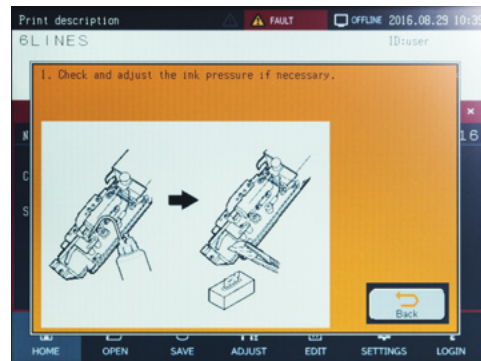 Print description
FAULT
OFFLINE 2016.08.29 10:39
6LINES
ID:user
1. Check and adjust the ink pressure if necessary.
×
N
16
C
S
Back
HOME OPEN SAVE ADJUST EDIT SETTINGS LOGIN